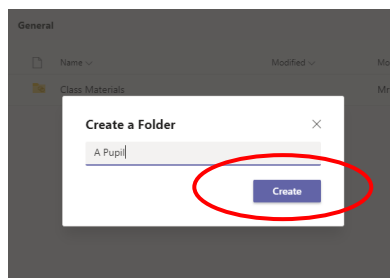 General
Name Modified Mo
Class Materials Mr
Create a Folder
A Pupil
Create